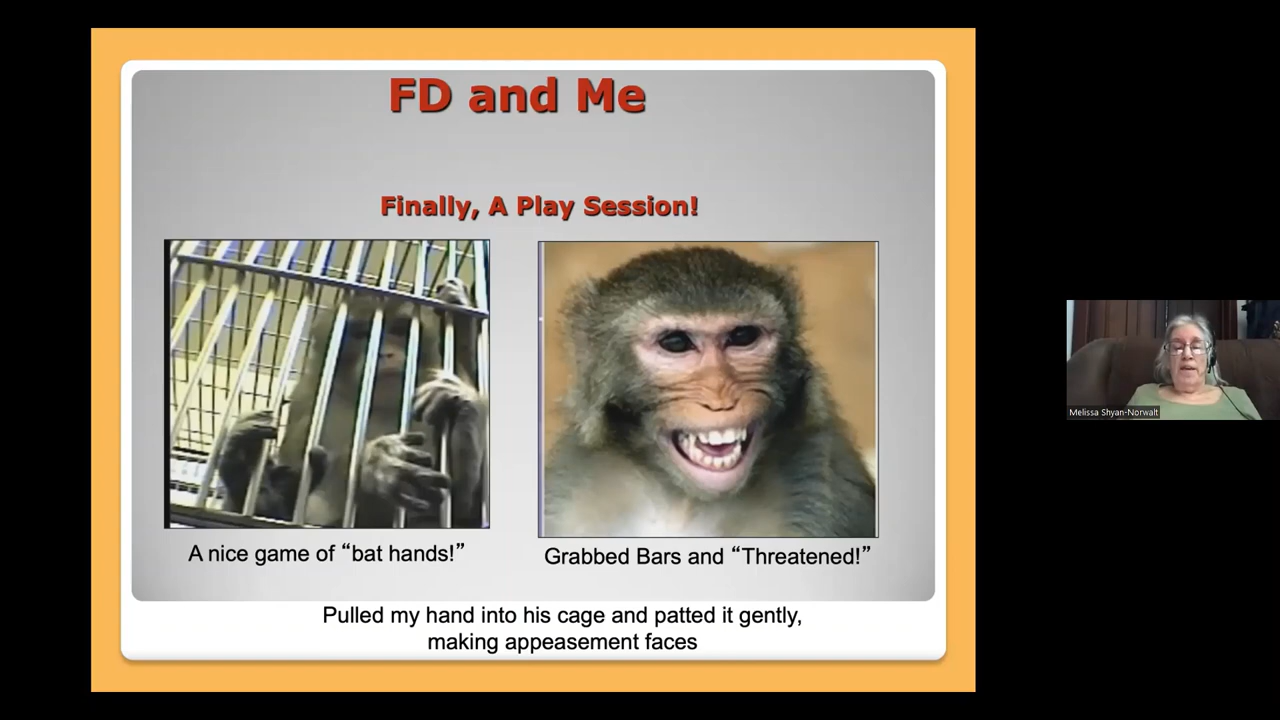 FD and Me
Finally, A Play Session!
A nice game of “bat hands!”
Grabbed Bars and “Threatened!”
Pulled my hand into his cage and patted it gently,
making appeasement faces
Melissa Shyan-Norwalt